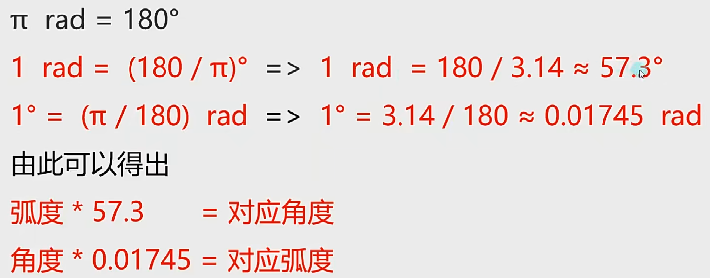 π rad = 180°
1 rad = (180 / π)° => 1 rad = 180 / 3.14 ≈ 57.3°
1° = (π / 180) rad => 1° = 3.14 / 180 ≈ 0.01745 rad
由此可以得出
弧度 * 57.3 = 对应角度
角度 * 0.01745 = 对应弧度